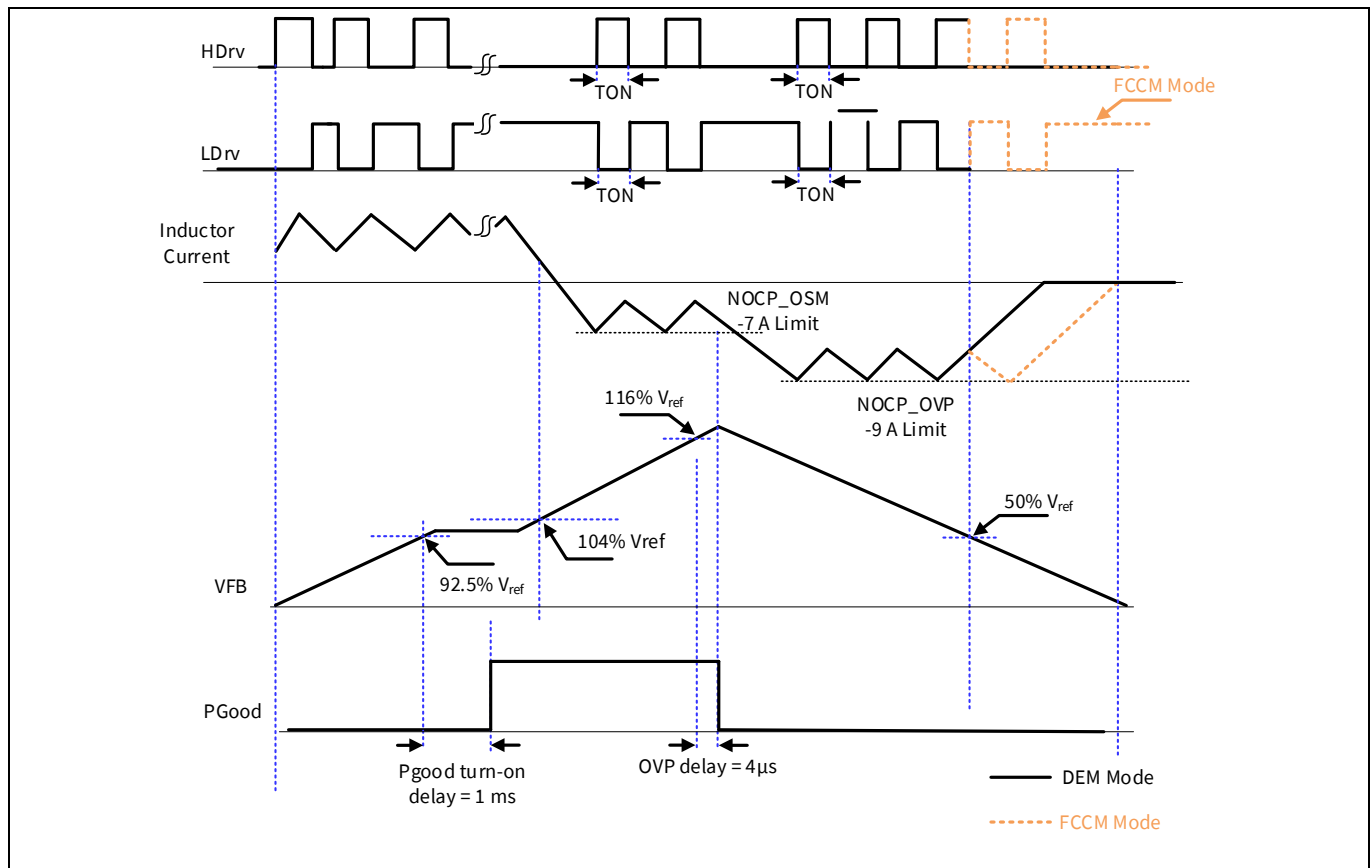 HDrv
TON
TON
FCCM Mode
LDrv
TON
TON
Inductor
Current
NOCP_OSM
-7 A Limit
NOCP_OVP
-9 A Limit
116% Vref
50% Vref
104% Vref
92.5% Vref
VFB
PGood
Pgood turn-on
delay = 1 ms
OVP delay = 4µs
DEM Mode
FCCM Mode